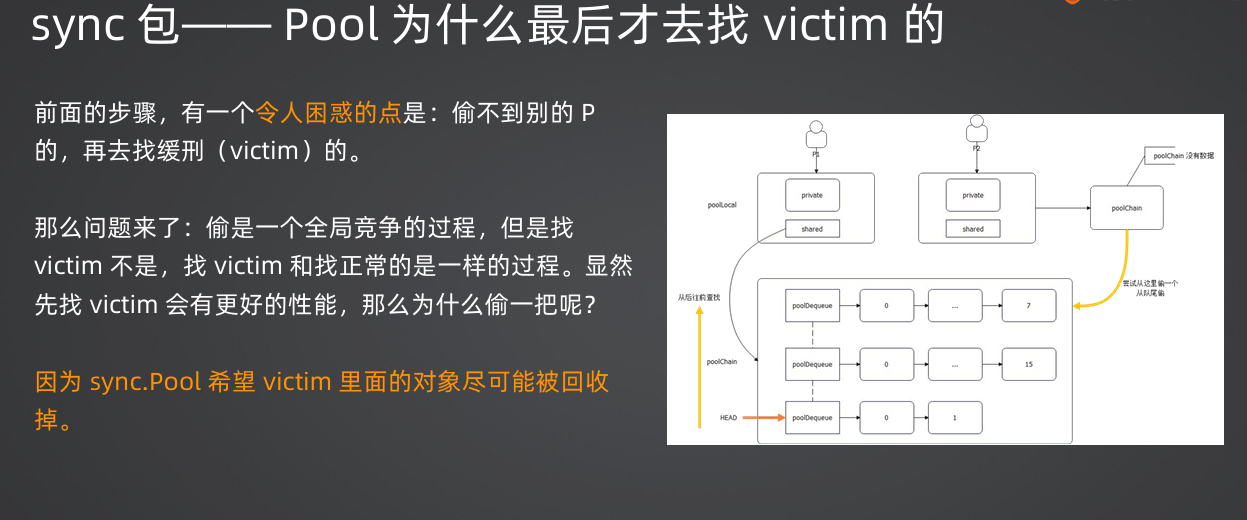 sync 包—— Pool 为什么最后才去找 victim 的
前面的步骤，有一个令人困惑的点是：偷不到别的 P
的，再去找缓刑（victim）的。
那么问题来了：偷是一个全局竞争的过程，但是找
victim 不是，找 victim 和找正常的是一样的过程。显然
先找 victim 会有更好的性能，那么为什么偷一把呢？
因为 sync.Pool 希望 victim 里面的对象尽可能被回收
掉。
P1
P2
poolChain 没有数据
poolLocal
private
shared
private
shared
poolChain
尝试从这里偷一个
从队尾偷
从后往前查找
poolDequeue
0
...
7
poolChain
poolDequeue
0
...
15
HEAD
poolDequeue
0
1